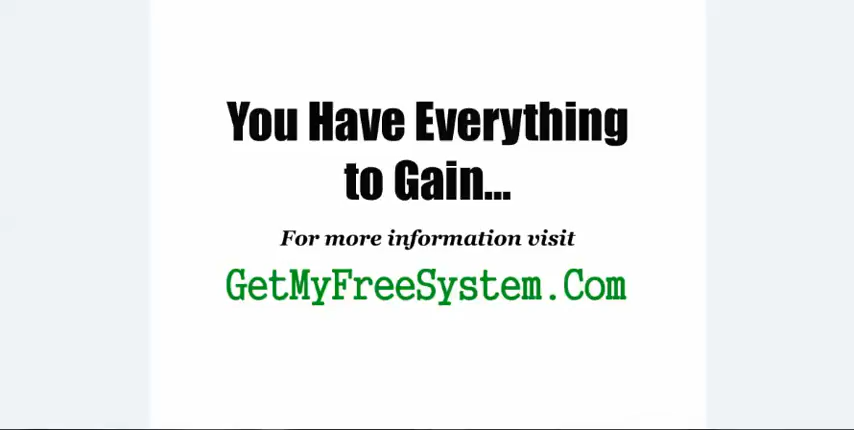 You Have Everything
to Gain...
For more information visit
GetMyFreeSystem.Com